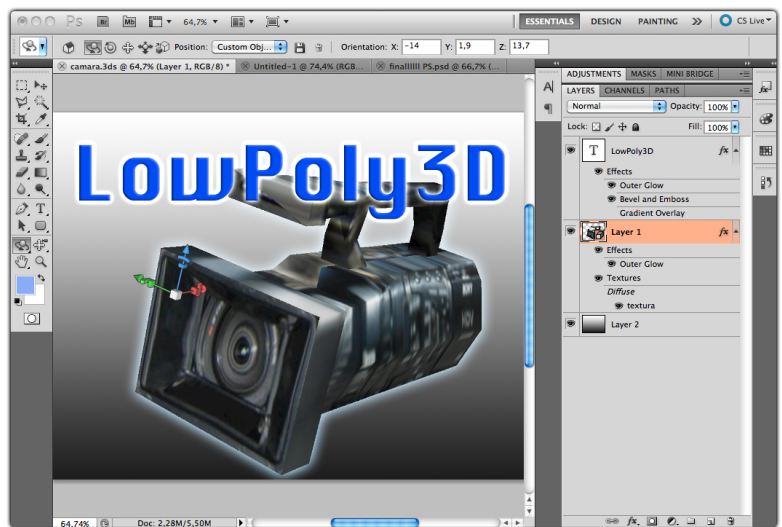 PS Br Mb 64,7% ESSENTIALS DESIGN PAINTING CS Live
Position: Custom Obj... Orientation: X: -14 Y: 1,9 Z: 13,7
camara.3ds @ 64,7% (Layer 1, RGB/8) * Untitled-1 @ 74,4% (RGB... finalllllll PS.psd @ 66,7% (...
ADJUSTMENTS MASKS MINI BRIDGE
LAYERS CHANNELS PATHS
Normal Opacity: 100%
Lock: Fill: 100%
T LowPoly3D fx
Effects
Outer Glow
Bevel and Emboss
Gradient Overlay
Layer 1 fx
Effects
Outer Glow
Textures
Diffuse
textura
Layer 2
LowPoly3D
64,74% Doc: 2,28M/5,50M